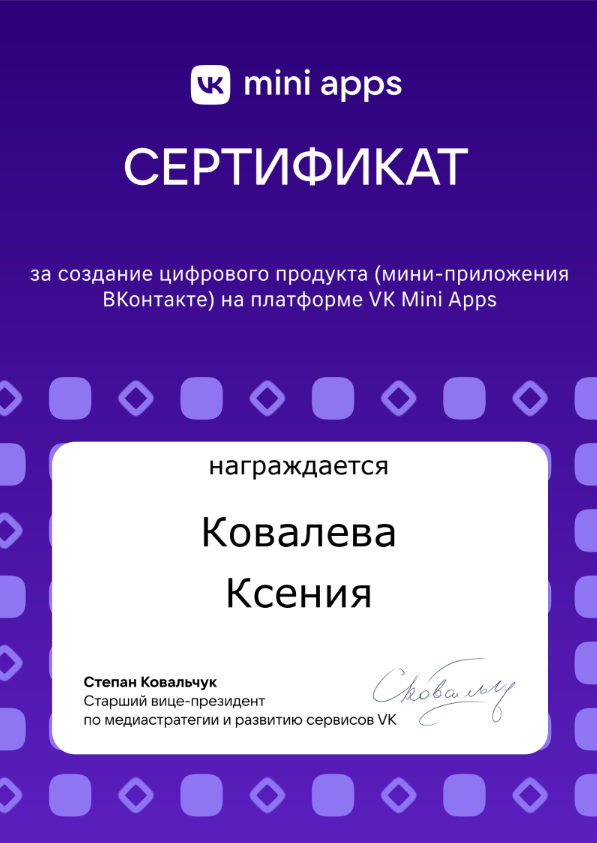 VK mini apps
СЕРТИФИКАТ
за создание цифрового продукта (мини-приложения
ВКонтакте) на платформе VK Mini Apps
награждается
Ковалева
Ксения
Степан Ковальчук
Старший вице-президент
по медиастратегии и развитию сервисов VK